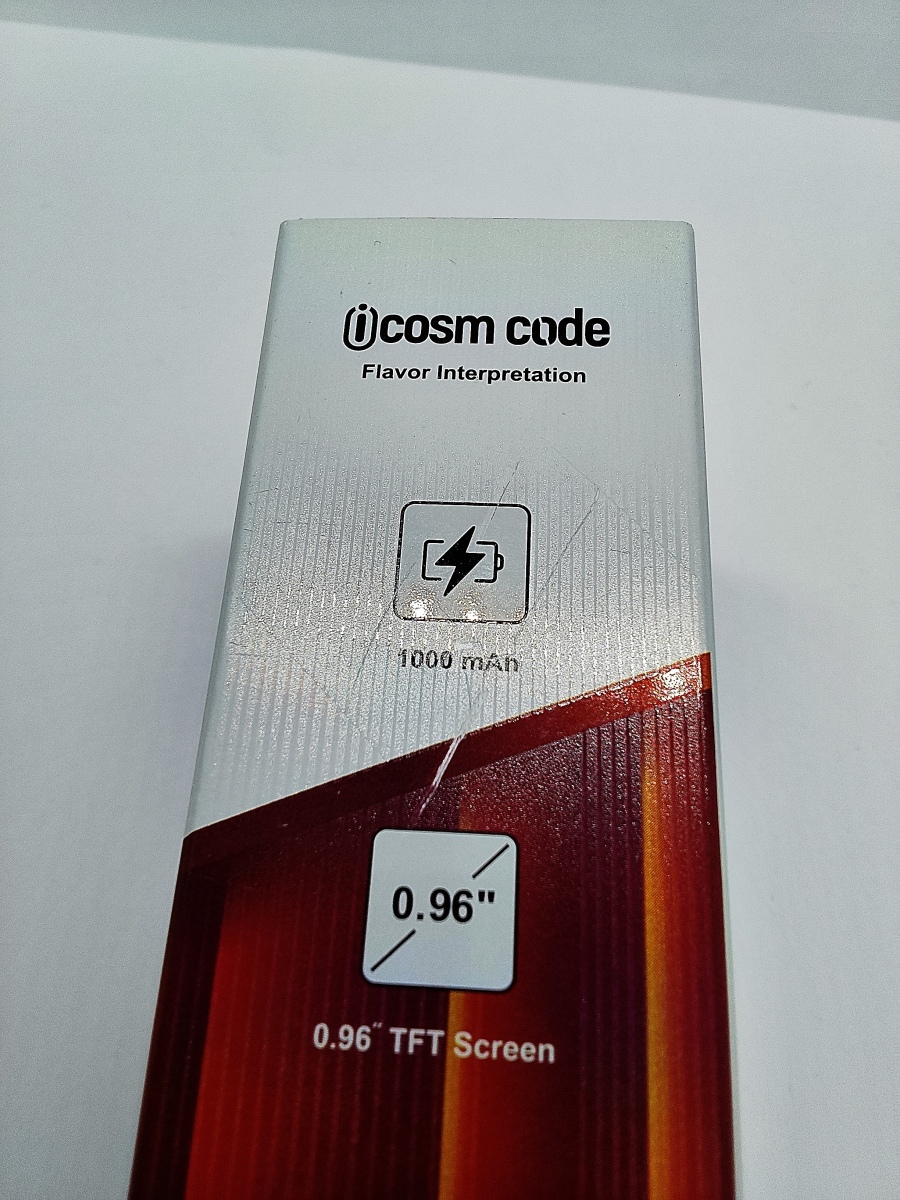 icosm code
Flavor Interpretation
1000 mAh
0.96"
0.96" TFT Screen